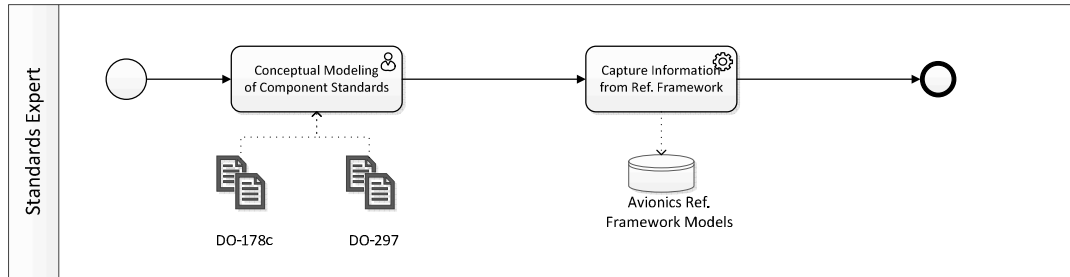 Standards Expert
Conceptual Modeling
of Component Standards
Capture Information
from Ref. Framework
DO-178c
DO-297
Avionics Ref.
Framework Models